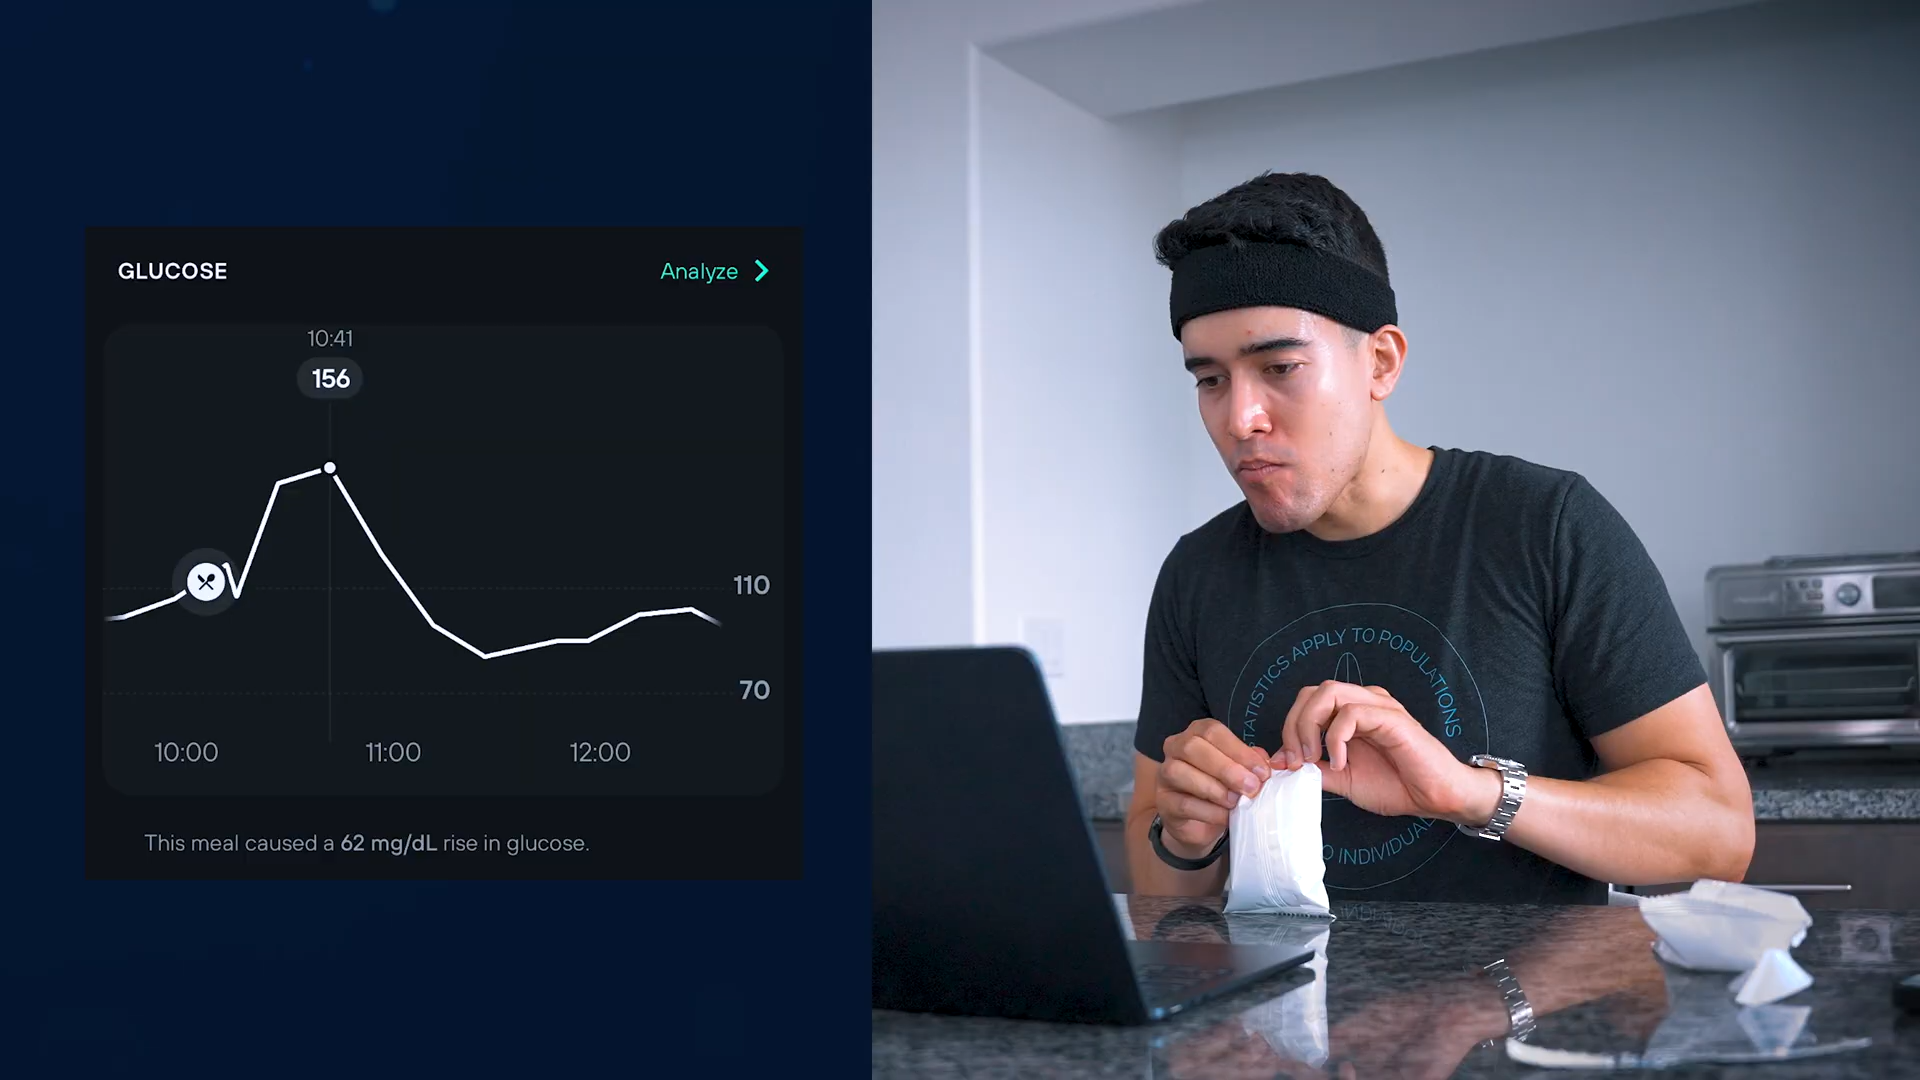 GLUCOSE
Analyze
10:41
156
110
70
10:00 11:00 12:00
This meal caused a 62 mg/dL rise in glucose.
STATISTICS APPLY TO POPULATIONS
O INDIVIDUAL